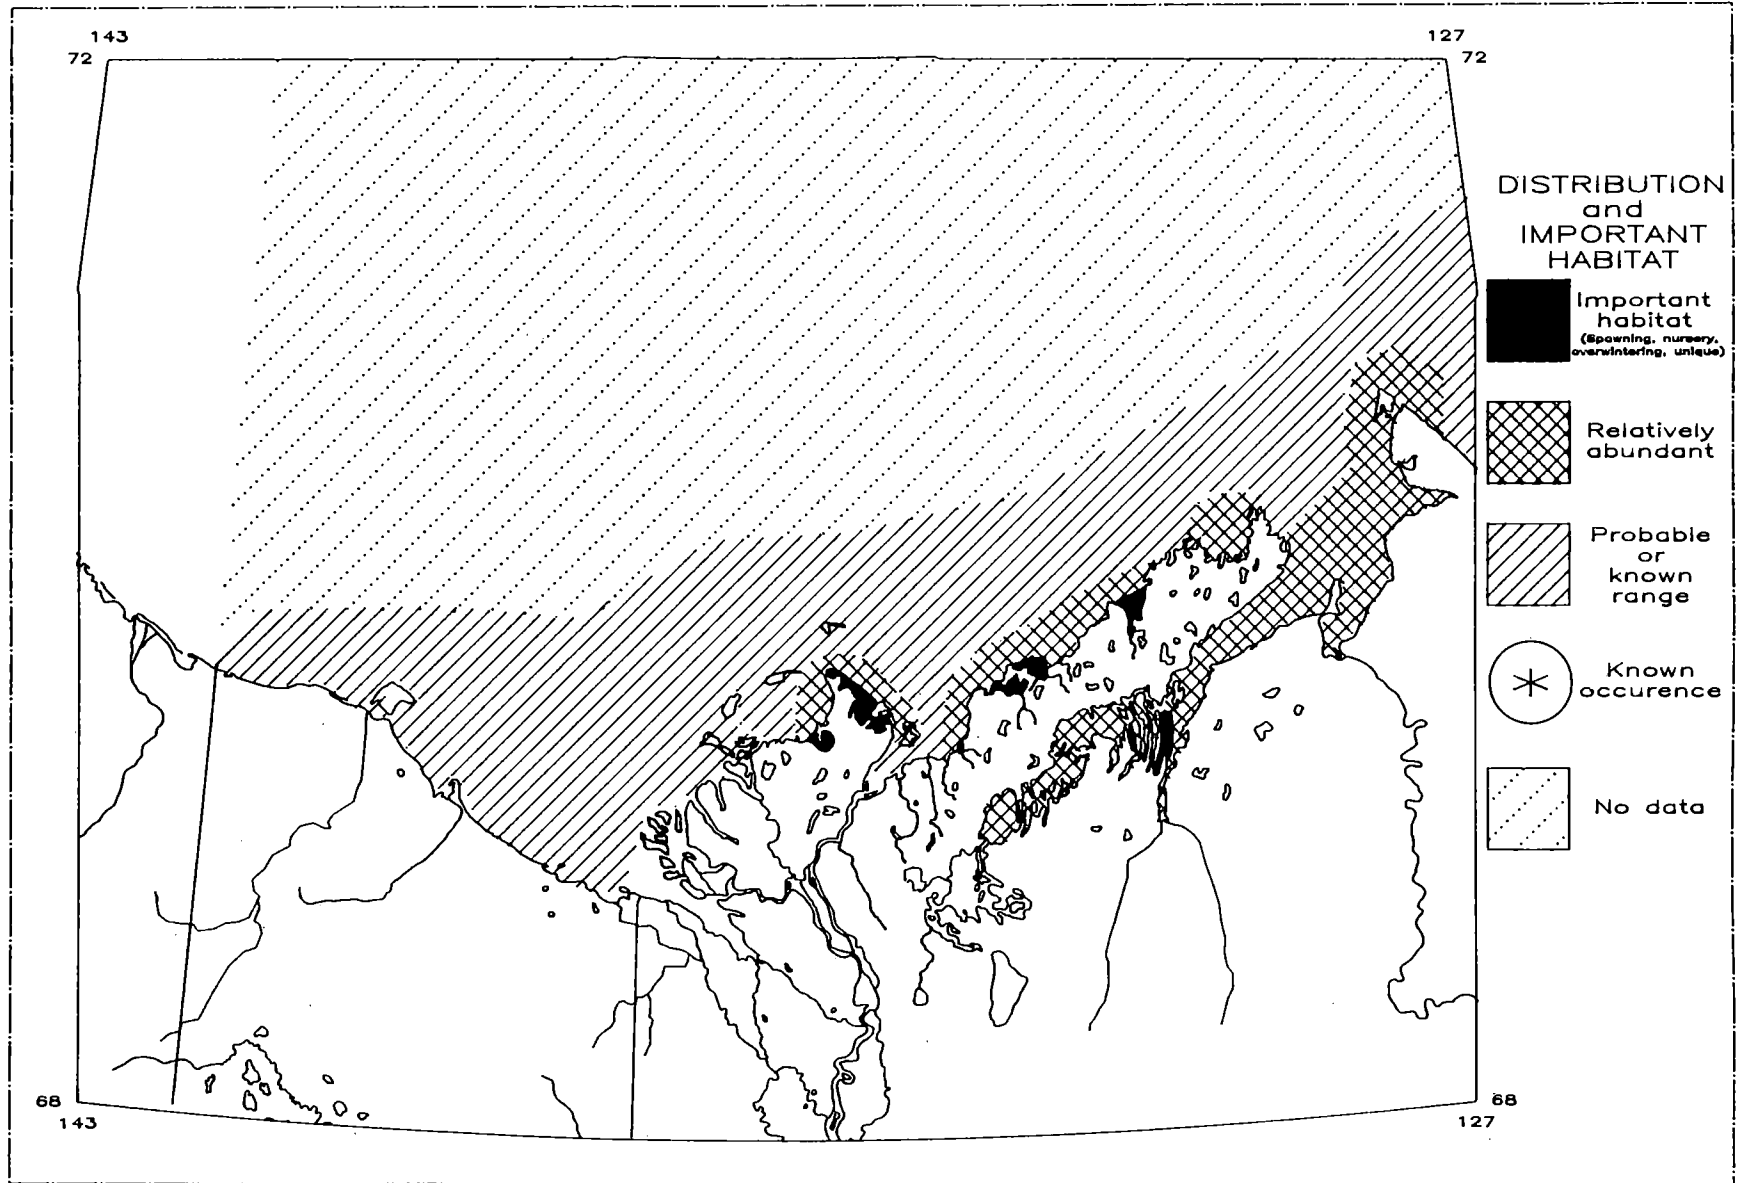 143
127
72
72
DISTRIBUTION
and
IMPORTANT
HABITAT
Important
habitat
(Spawning, nursery,
overwintering, unique)
Relatively
abundant
Probable
or
known
range
Known
occurence
No data
68
68
143
127